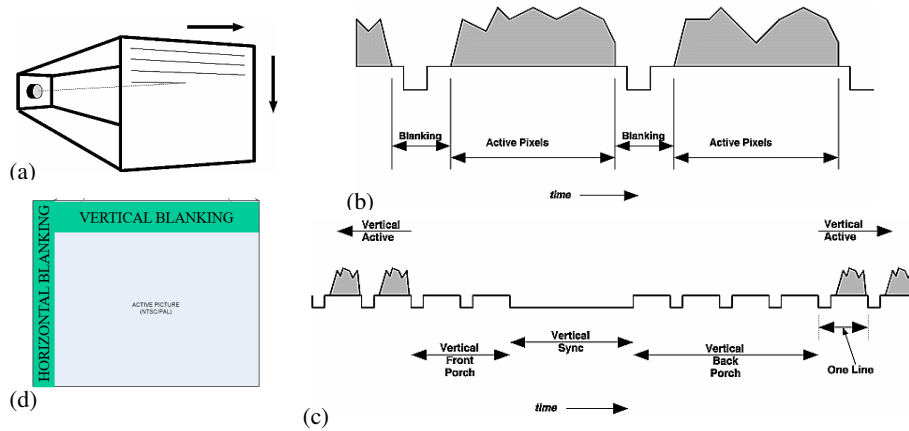 (a)
Blanking
Active Pixels
Blanking
Active Pixels
time
(b)
VERTICAL BLANKING
HORIZONTAL BLANKING
ACTIVE PICTURE
(NTSC/PAL)
(d)
Vertical
Active
Vertical
Active
Vertical
Front
Porch
Vertical
Sync
Vertical
Back
Porch
One Line
time
(c)